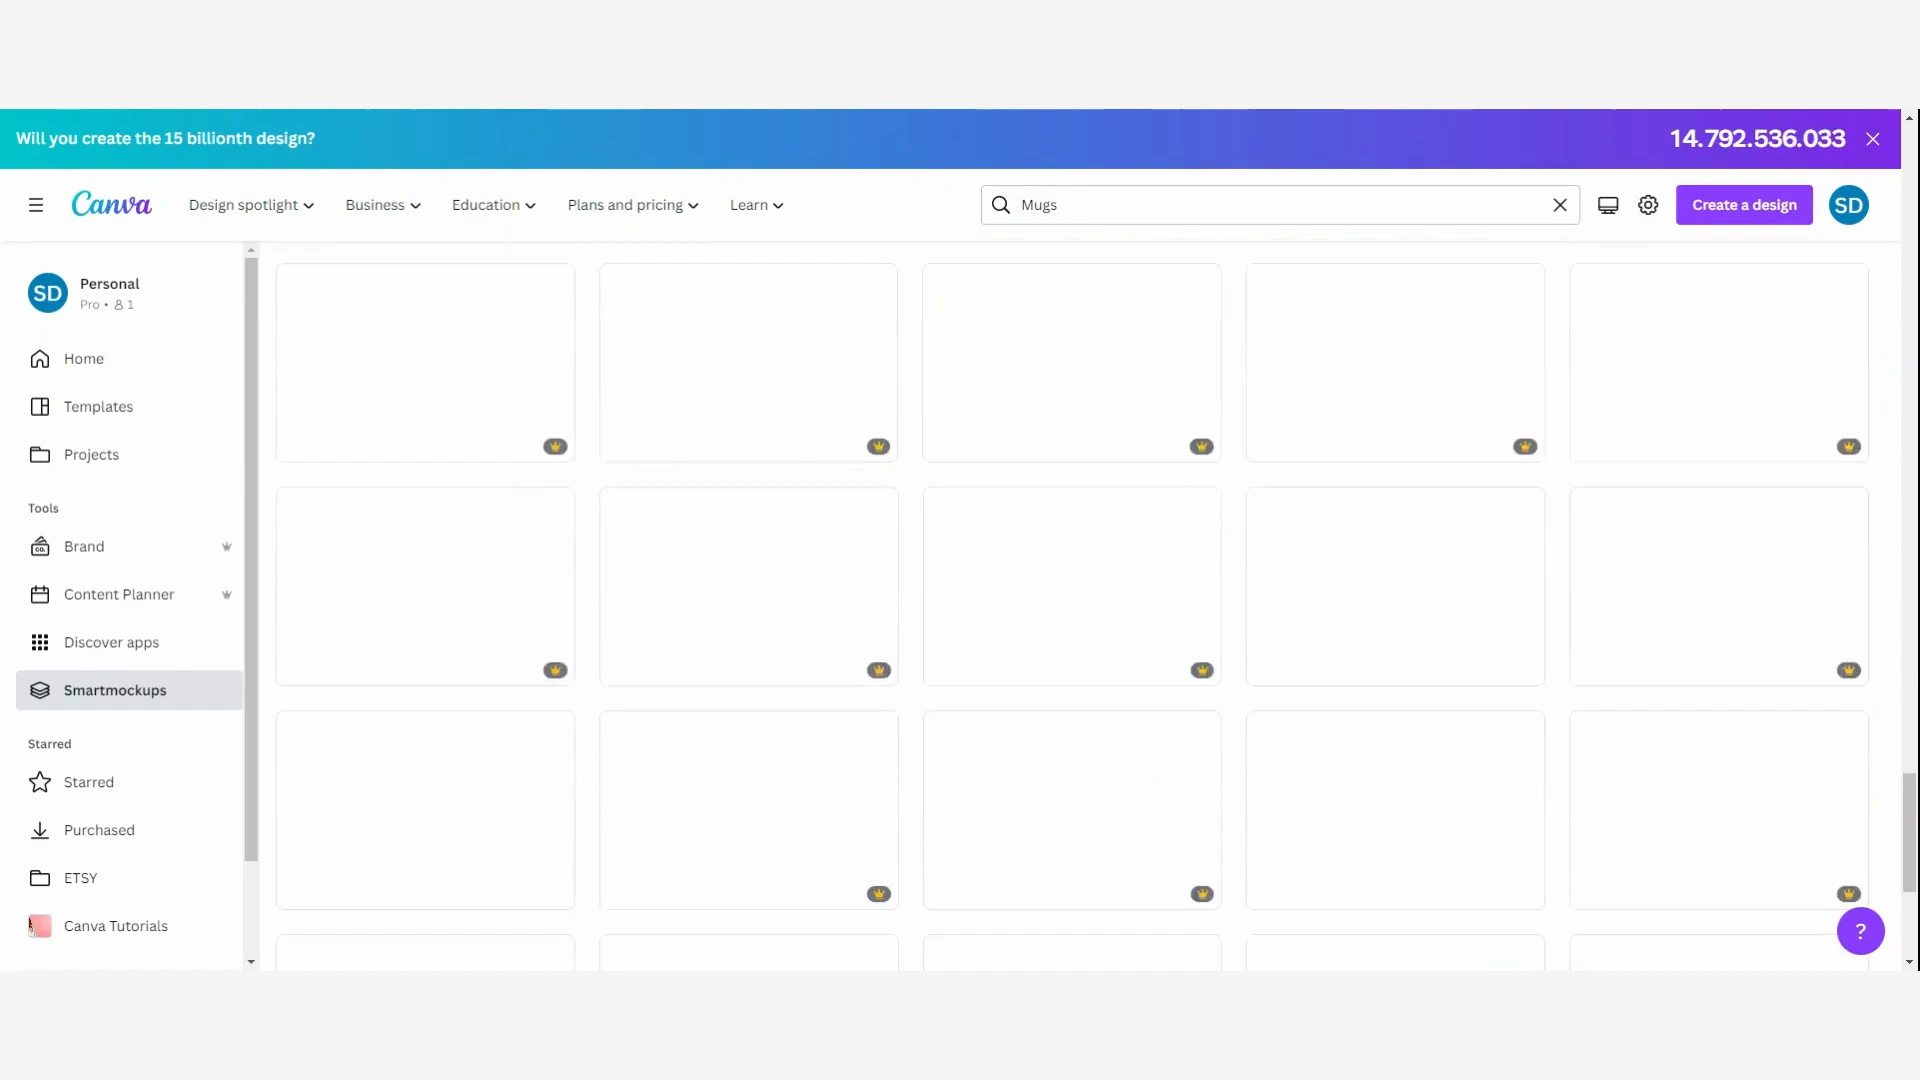 Will you create the 15 billionth design?
14.792.536.033
Canva
Design spotlight
Business
Education
Plans and pricing
Learn
Mugs
Create a design
SD
SD
Personal
Pro • 1
Home
Templates
Projects
Tools
CO.
Brand
Content Planner
Discover apps
Smartmockups
Starred
Starred
Purchased
ETSY
Canva Tutorials
?